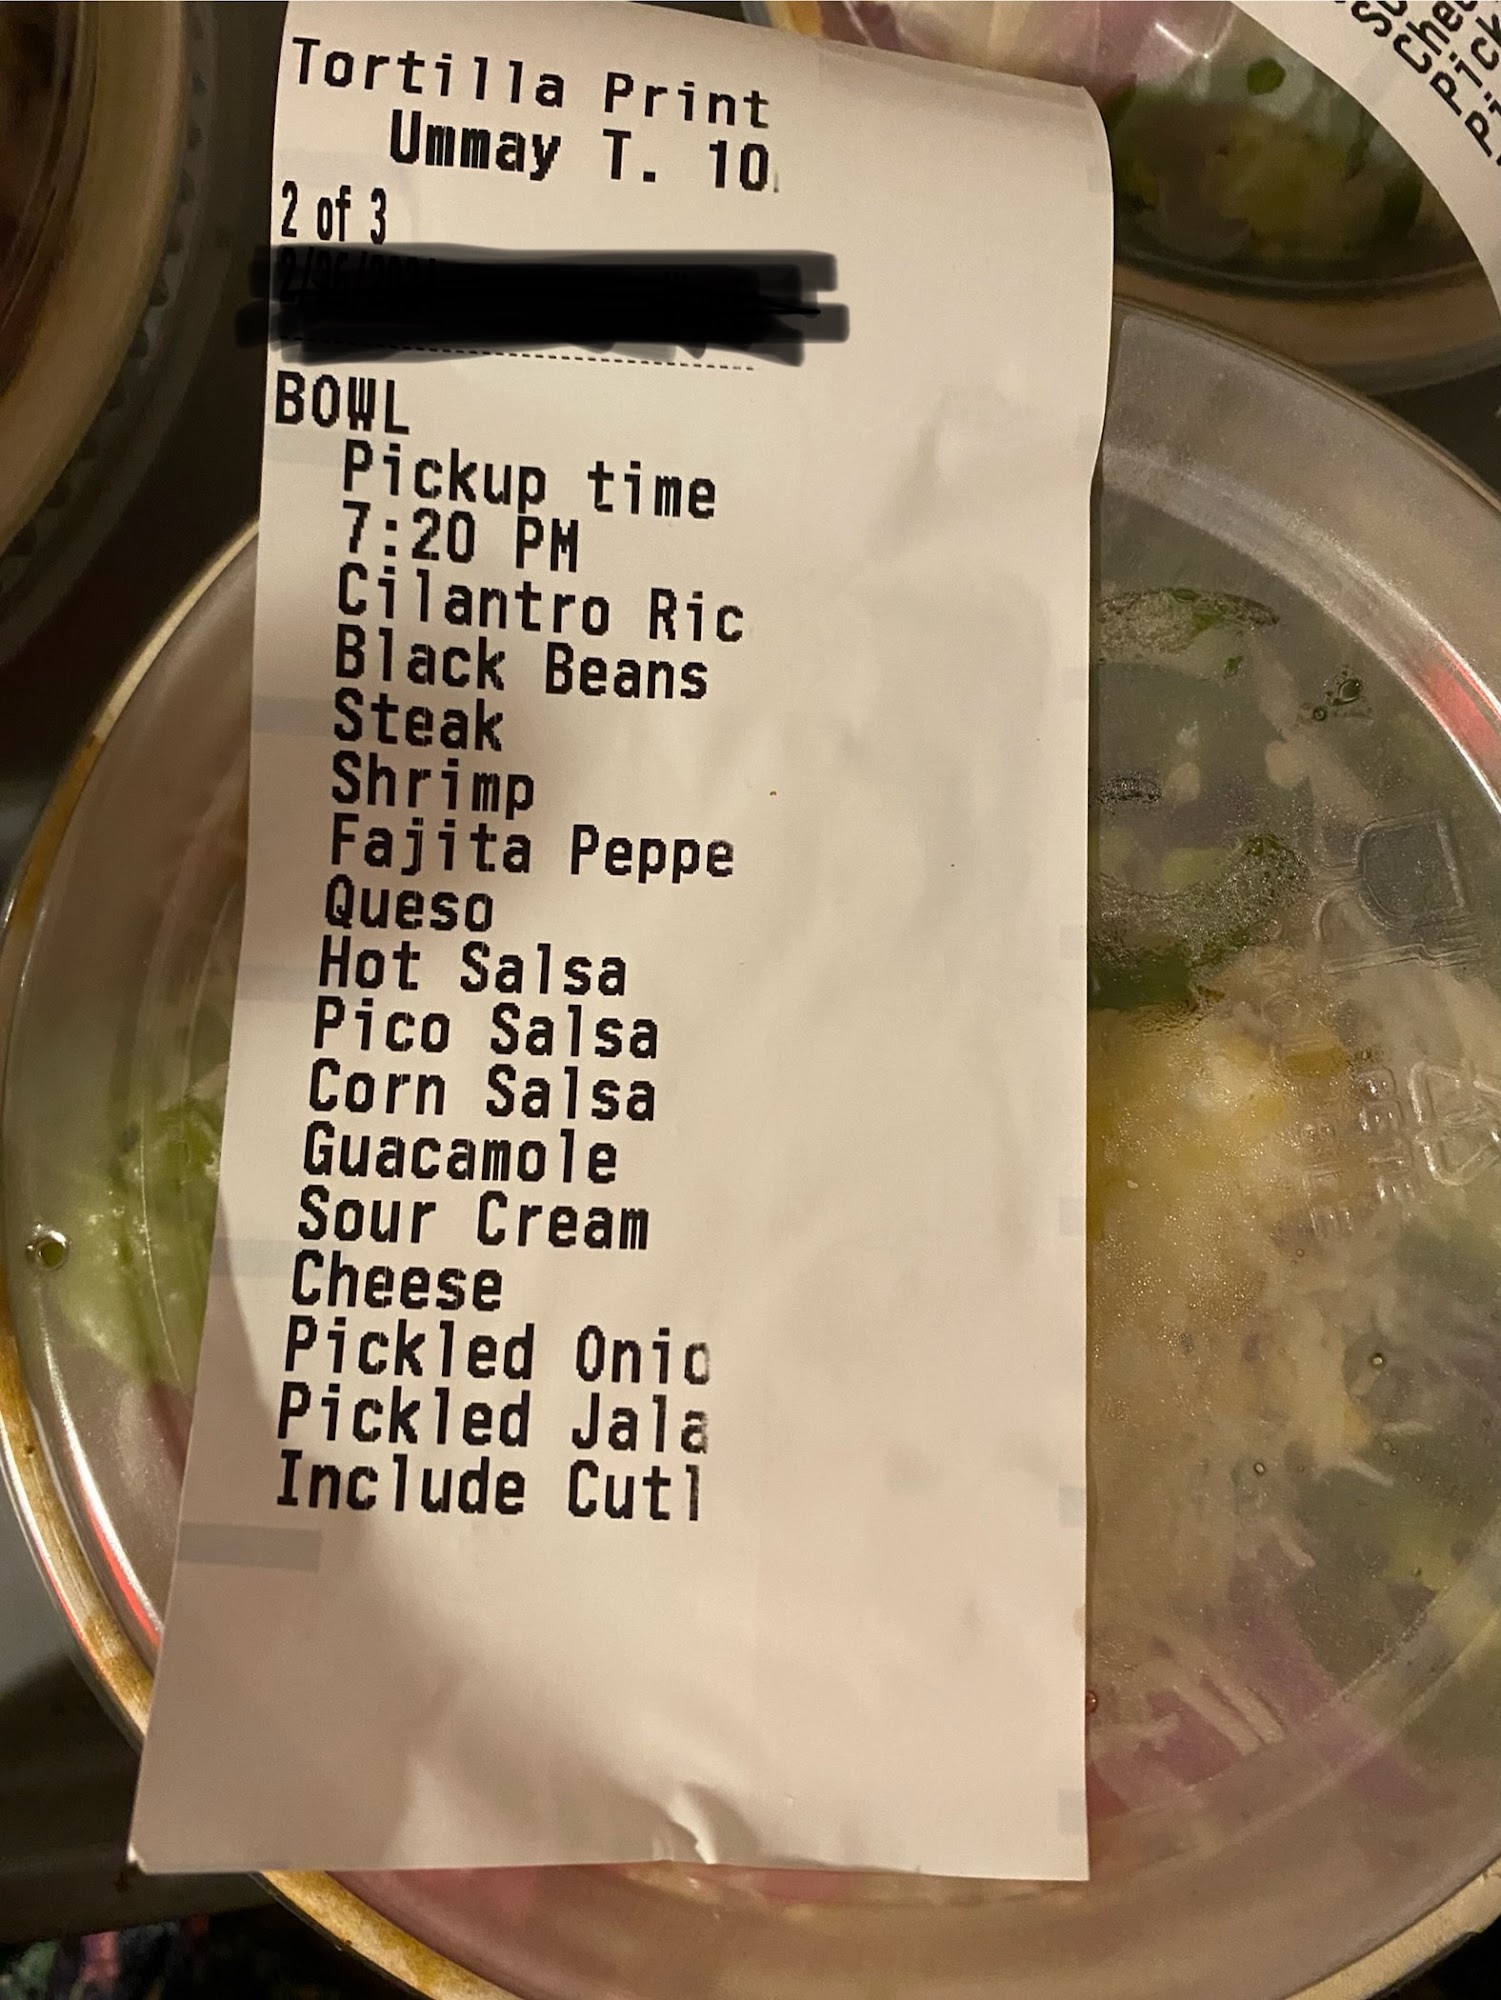 Tortilla Print
Ummay T. 10
2 of 3
BOWL
Pickup time
7:20 PM
Cilantro Ric
Black Beans
Steak
Shrimp
Fajita Peppe
Queso
Hot Salsa
Pico Salsa
Corn Salsa
Guacamole
Sour Cream
Cheese
Pickled Onio
Pickled Jala
Include Cutl